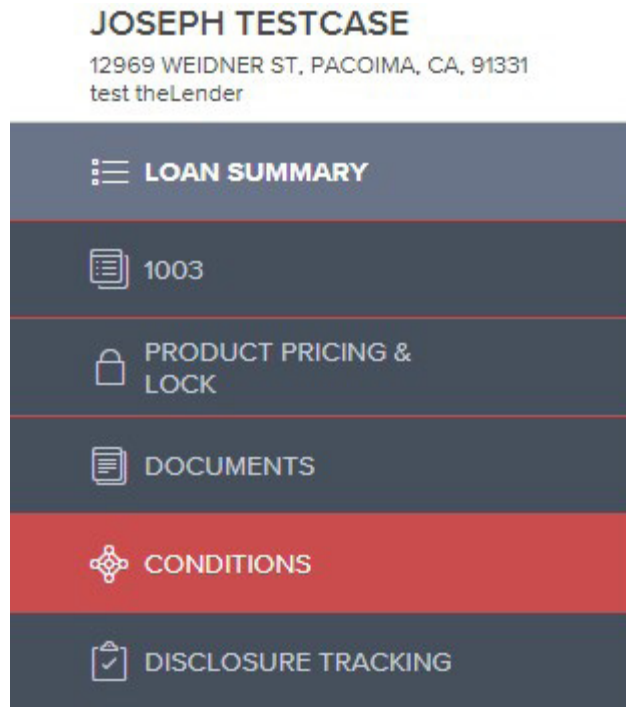 JOSEPH TESTCASE
12969 WEIDNER ST, PACOIMA, CA, 91331
test theLender
LOAN SUMMARY
1003
PRODUCT PRICING &
LOCK
DOCUMENTS
CONDITIONS
DISCLOSURE TRACKING